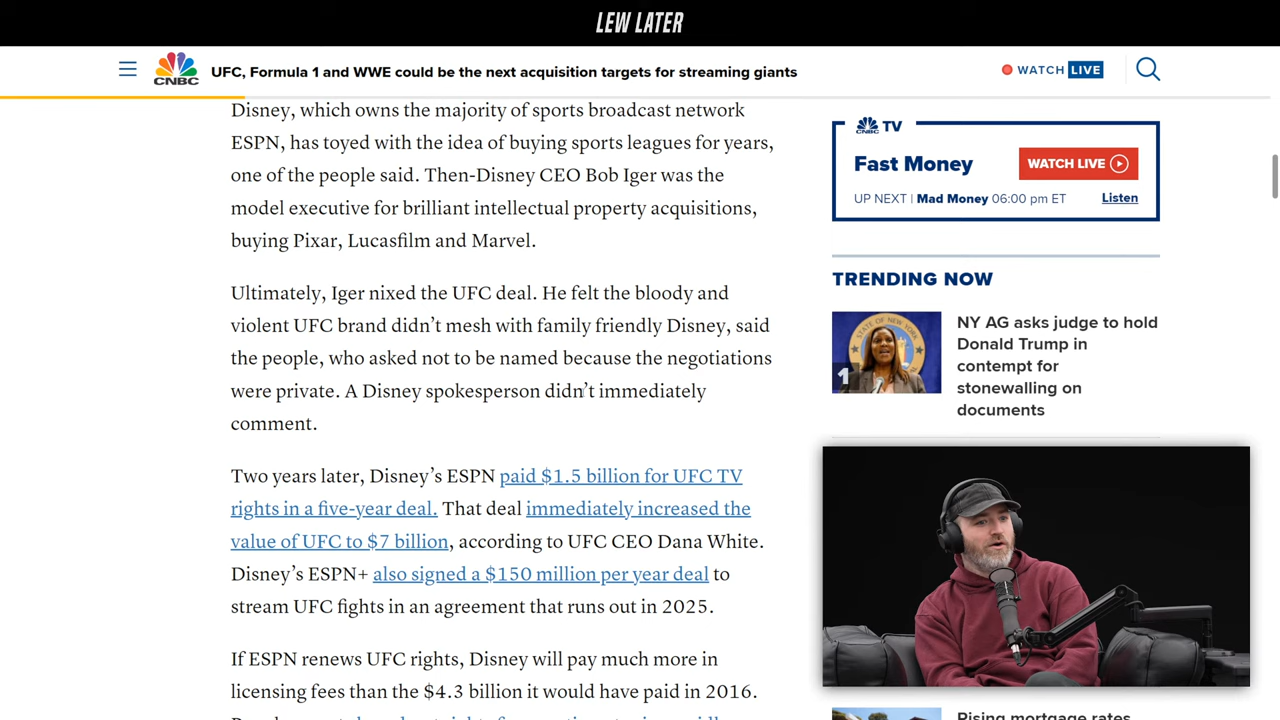 LEW LATER
CNBC
UFC, Formula 1 and WWE could be the next acquisition targets for streaming giants
WATCH LIVE
Disney, which owns the majority of sports broadcast network
ESPN, has toyed with the idea of buying sports leagues for years,
one of the people said. Then-Disney CEO Bob Iger was the
model executive for brilliant intellectual property acquisitions,
buying Pixar, Lucasfilm and Marvel.
Ultimately, Iger nixed the UFC deal. He felt the bloody and
violent UFC brand didn’t mesh with family friendly Disney, said
the people, who asked not to be named because the negotiations
were private. A Disney spokesperson didn’t immediately
comment.
Two years later, Disney’s ESPN paid $1.5 billion for UFC TV
rights in a five-year deal. That deal immediately increased the
value of UFC to $7 billion, according to UFC CEO Dana White.
Disney’s ESPN+ also signed a $150 million per year deal to
stream UFC fights in an agreement that runs out in 2025.
If ESPN renews UFC rights, Disney will pay much more in
licensing fees than the $4.3 billion it would have paid in 2016.
CNBC TV
Fast Money
WATCH LIVE
UP NEXT | Mad Money 06:00 pm ET
Listen
TRENDING NOW
STATE OF NEW YORK
1
NY AG asks judge to hold
Donald Trump in
contempt for
stonewalling on
documents
Rising mortgage rates